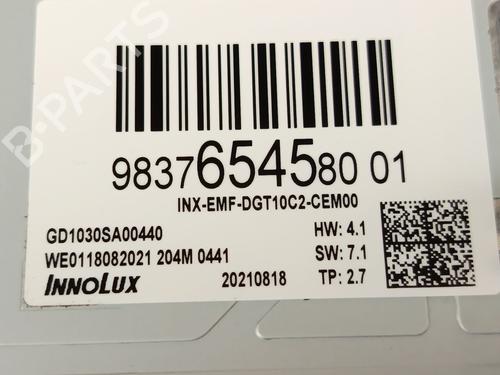 B-PARTS
9837654580 01
INX-EMF-DGT10C2-CEM00
GD1030SA00440 HW: 4.1
WE0118082021 204M 0441 SW: 7.1
INNOLUX 20210818 TP: 2.7